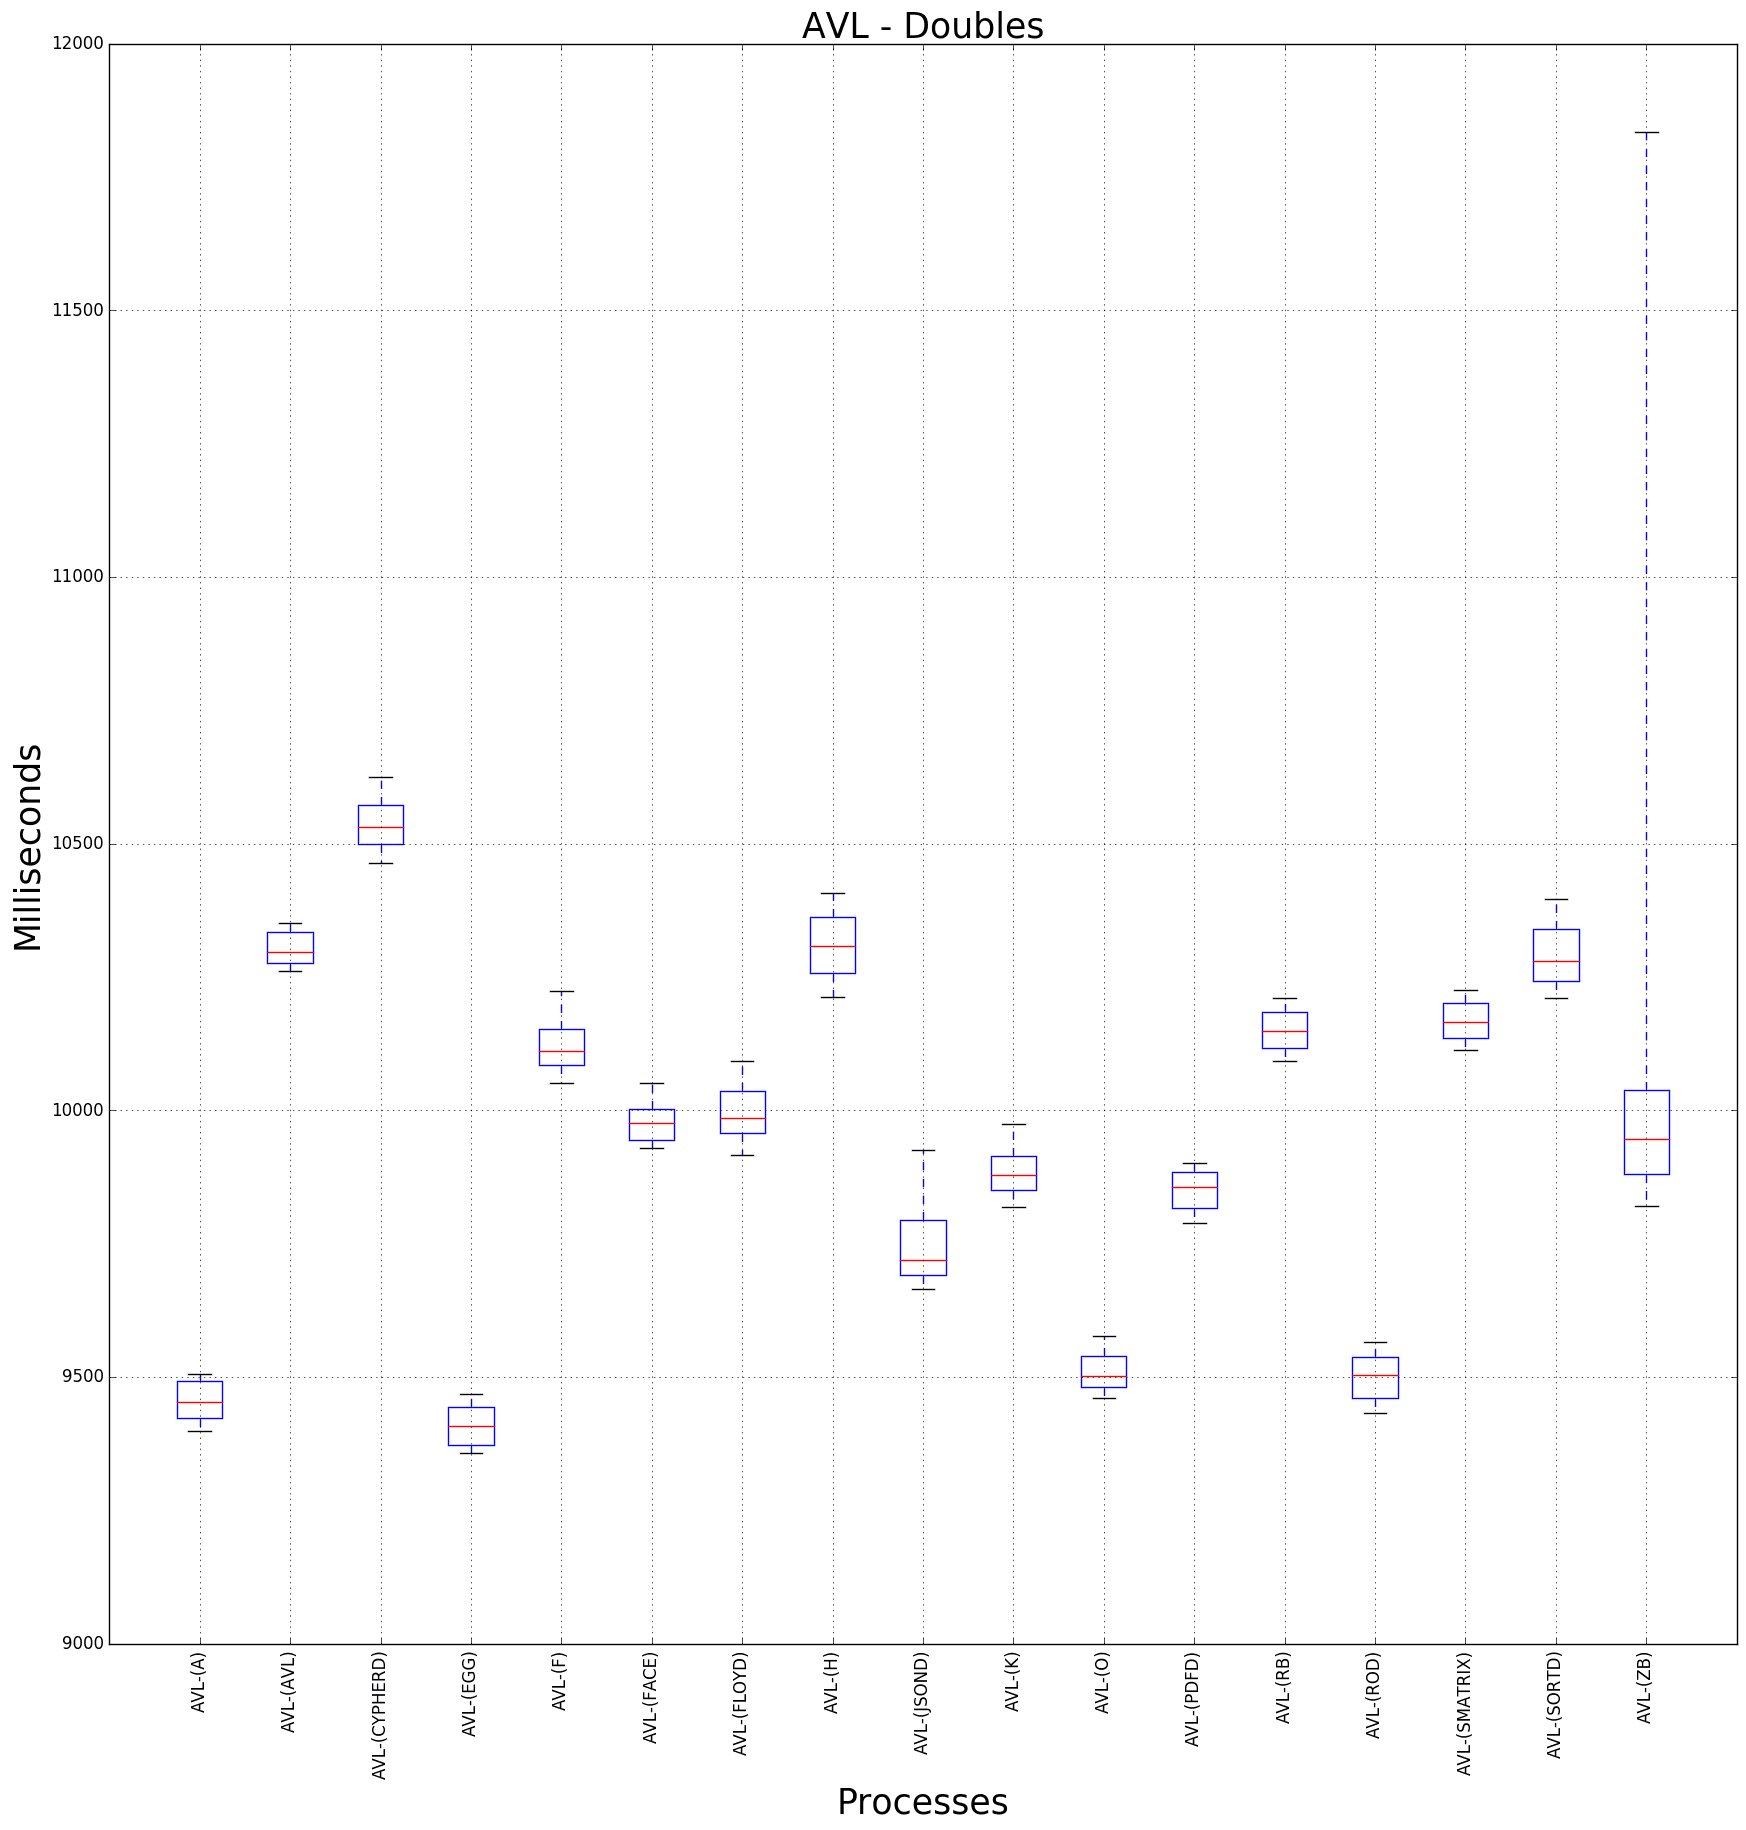 AVL - Doubles
12000
11500
11000
10500
10000
9500
9000
Milliseconds
AVL-(A)
AVL-(AVL)
AVL-(CYPHERD)
AVL-(EGG)
AVL-(F)
AVL-(FACE)
AVL-(FLOYD)
AVL-(H)
AVL-(JSOND)
AVL-(K)
AVL-(O)
AVL-(PDFD)
AVL-(RB)
AVL-(ROD)
AVL-(SMATRIX)
AVL-(SORTD)
AVL-(ZB)
Processes